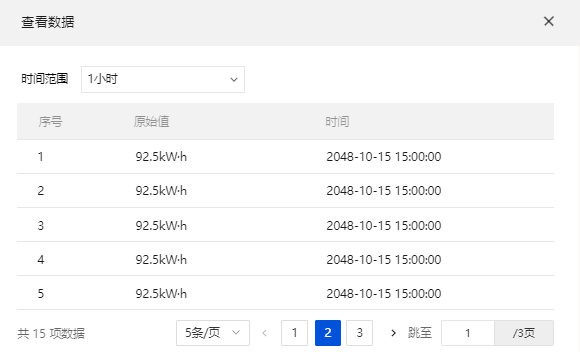 查看数据
时间范围 1小时
序号 原始值 时间
1 92.5kW·h 2048-10-15 15:00:00
2 92.5kW·h 2048-10-15 15:00:00
3 92.5kW·h 2048-10-15 15:00:00
4 92.5kW·h 2048-10-15 15:00:00
5 92.5kW·h 2048-10-15 15:00:00
共 15 项数据 5条/页 1 2 3 跳至 1 /3页